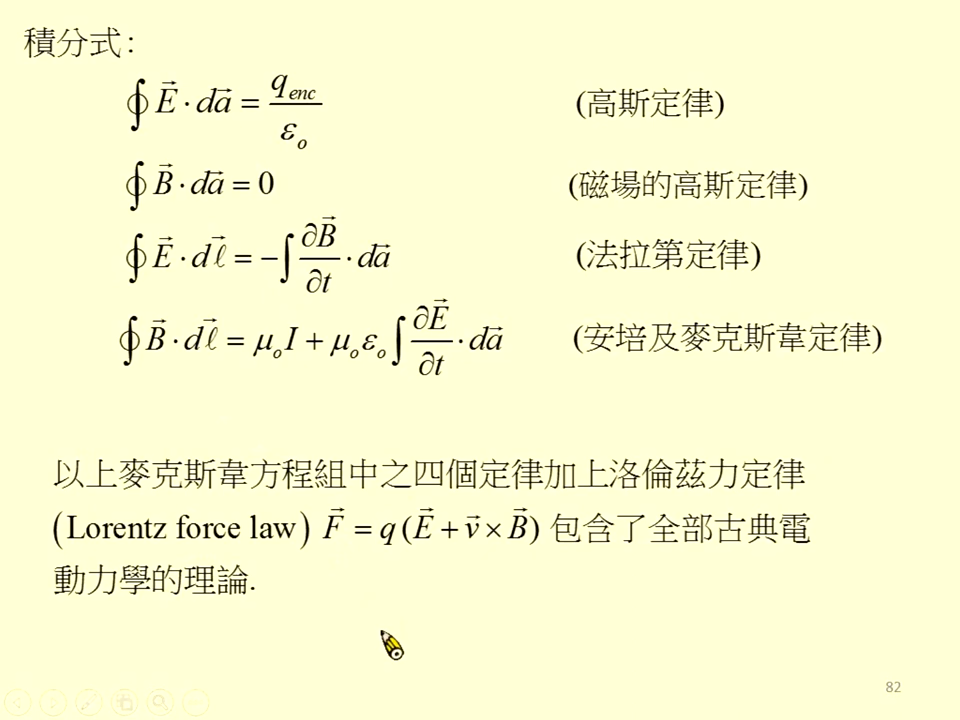 積分式:
∮ E⃗ · da⃗ = q_enc / ε_o (高斯定律)
∮ B⃗ · da⃗ = 0 (磁場的高斯定律)
∮ E⃗ · dℓ⃗ = −∫ ∂B⃗/∂t · da⃗ (法拉第定律)
∮ B⃗ · dℓ⃗ = μ_o I + μ_o ε_o ∫ ∂E⃗/∂t · da⃗ (安培及麥克斯韋定律)
以上麥克斯韋方程組中之四個定律加上洛倫茲力定律
(Lorentz force law) F⃗ = q(E⃗ + v⃗ × B⃗) 包含了全部古典電
動力學的理論.
82